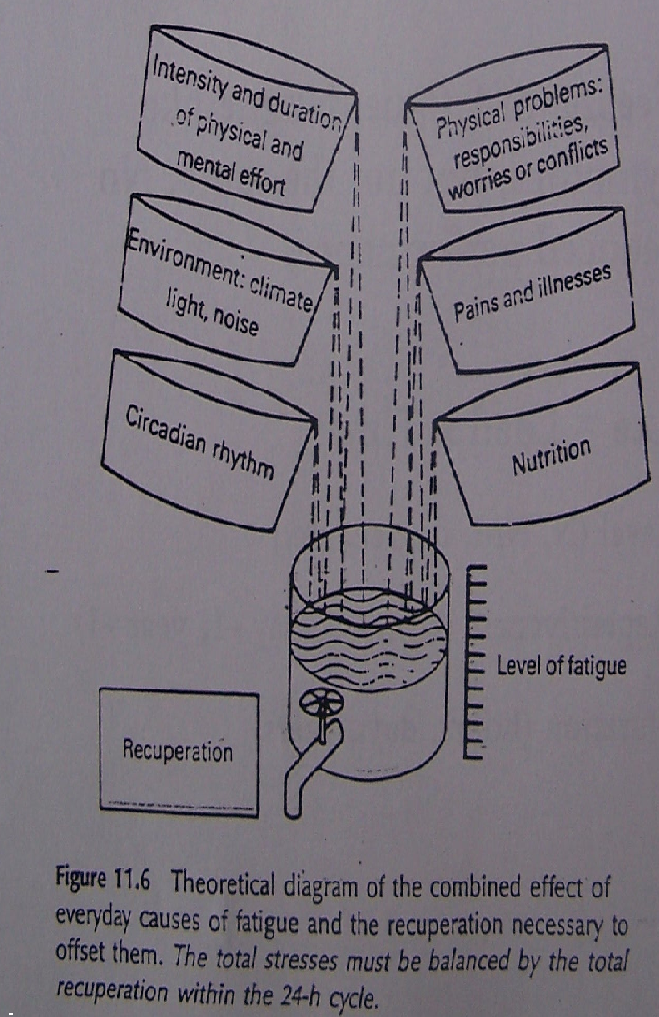 Intensity and duration
of physical and
mental effort
Physical problems:
responsibilities,
worries or conflicts
Environment: climate
light, noise
Pains and illnesses
Circadian rhythm
Nutrition
Level of fatigue
Recuperation
Figure 11.6 Theoretical diagram of the combined effect of
everyday causes of fatigue and the recuperation necessary to
offset them. The total stresses must be balanced by the total
recuperation within the 24-h cycle.